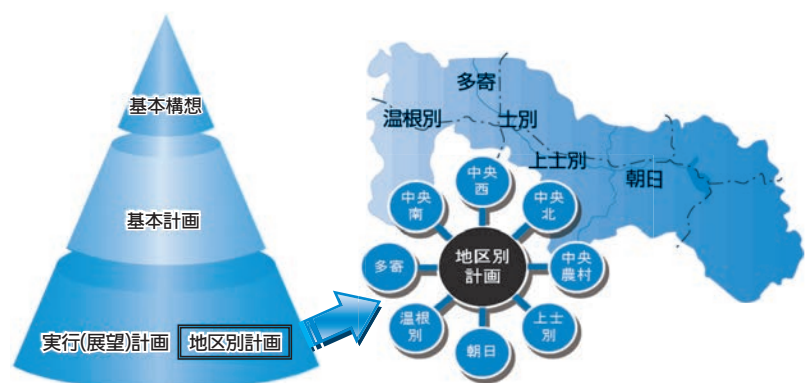 基本構想
基本計画
実行(展望)計画
地区別計画
多寄
温根別
士別
上士別
朝日
中央
西
中央
北
中央
農村
上士
別
朝日
温根
別
多寄
中央
南
地区別
計画